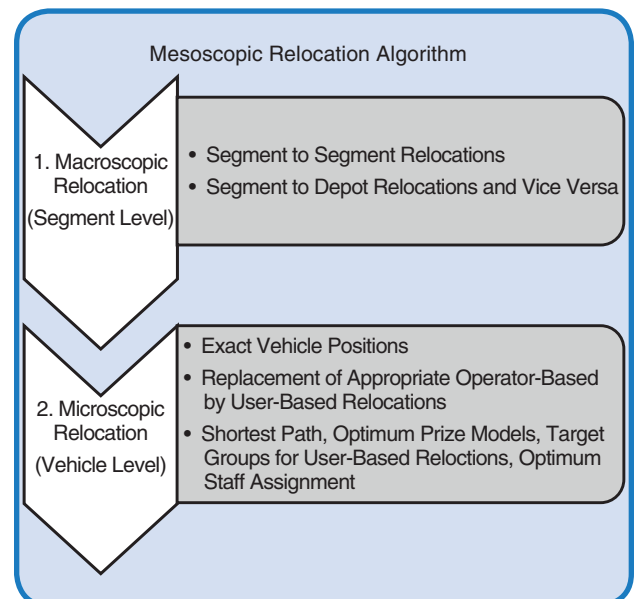 Mesoscopic Relocation Algorithm
1. Macroscopic
Relocation
(Segment Level)
• Segment to Segment Relocations
• Segment to Depot Relocations and Vice Versa
2. Microscopic
Relocation
(Vehicle Level)
• Exact Vehicle Positions
• Replacement of Appropriate Operator-Based
by User-Based Relocations
• Shortest Path, Optimum Prize Models, Target
Groups for User-Based Reloctions, Optimum
Staff Assignment